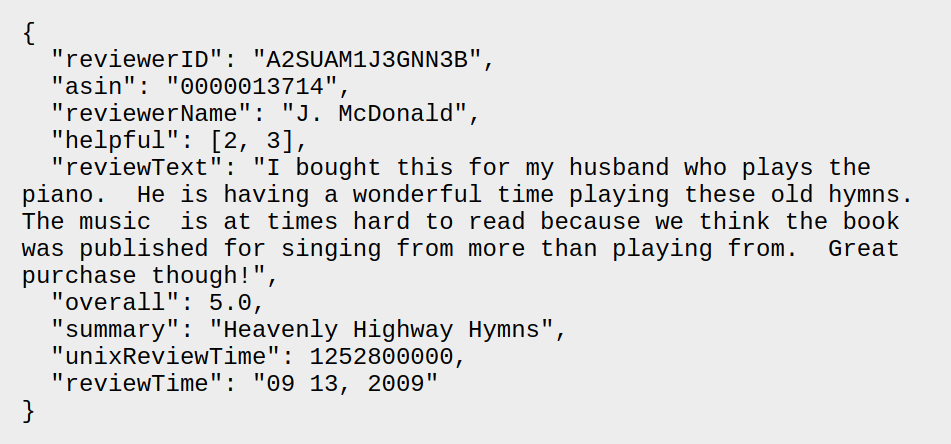 {
  "reviewerID": "A2SUAM1J3GNN3B",
  "asin": "0000013714",
  "reviewerName": "J. McDonald",
  "helpful": [2, 3],
  "reviewText": "I bought this for my husband who plays the
piano.  He is having a wonderful time playing these old hymns.
The music  is at times hard to read because we think the book
was published for singing from more than playing from.  Great
purchase though!",
  "overall": 5.0,
  "summary": "Heavenly Highway Hymns",
  "unixReviewTime": 1252800000,
  "reviewTime": "09 13, 2009"
}